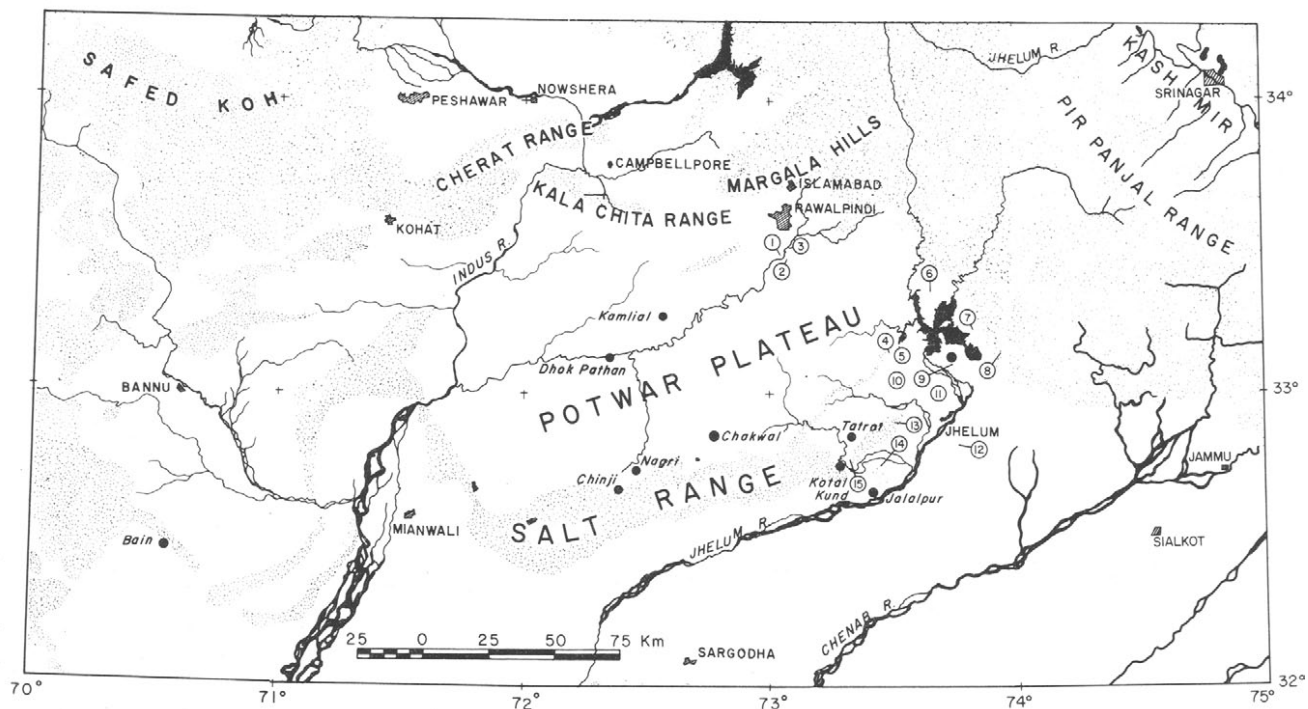 SAFED KOH
PESHAWAR
NOWSHERA
CHERAT RANGE
CAMPBELLPORE
KALA CHITA RANGE
MARGALA HILLS
ISLAMABAD
RAWALPINDI
KOHAT
INDUS R.
JHELUM R.
KASHMIR
SRINAGAR
PIR PANJAL RANGE
34°
1
2
3
6
7
4
5
8
10
9
11
Kamlial
Dhok Pathan
POTWAR PLATEAU
BANNU
33°
Chakwal
Tatrot
13
14
JHELUM
12
Nagri
Chinji
Kotal
Kund
15
Jalalpur
JAMMU
SALT RANGE
MIANWALI
Bain
JHELUM R.
SIALKOT
CHENAB R.
25 0 25 50 75 Km
SARGODHA
32°
70° 71° 72° 73° 74° 75°